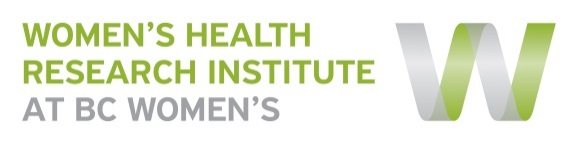 WOMEN'S HEALTH
RESEARCH INSTITUTE
AT BC WOMEN'S
W